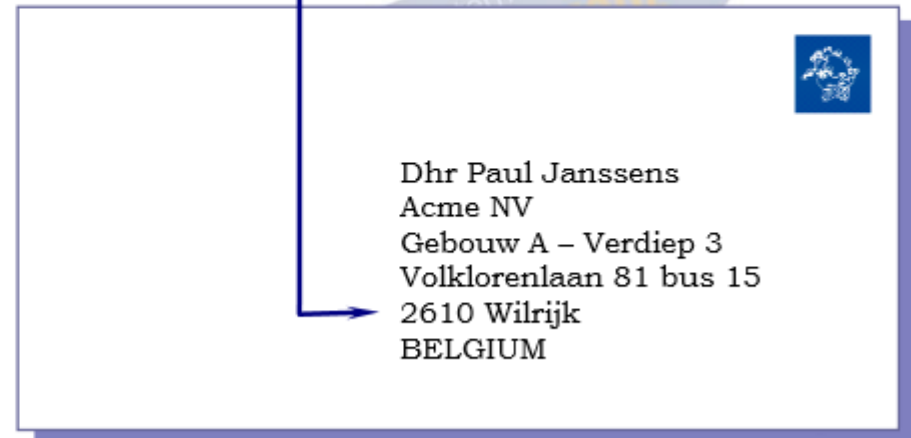 Dhr Paul Janssens
Acme NV
Gebouw A – Verdiep 3
Volklorenlaan 81 bus 15
2610 Wilrijk
BELGIUM